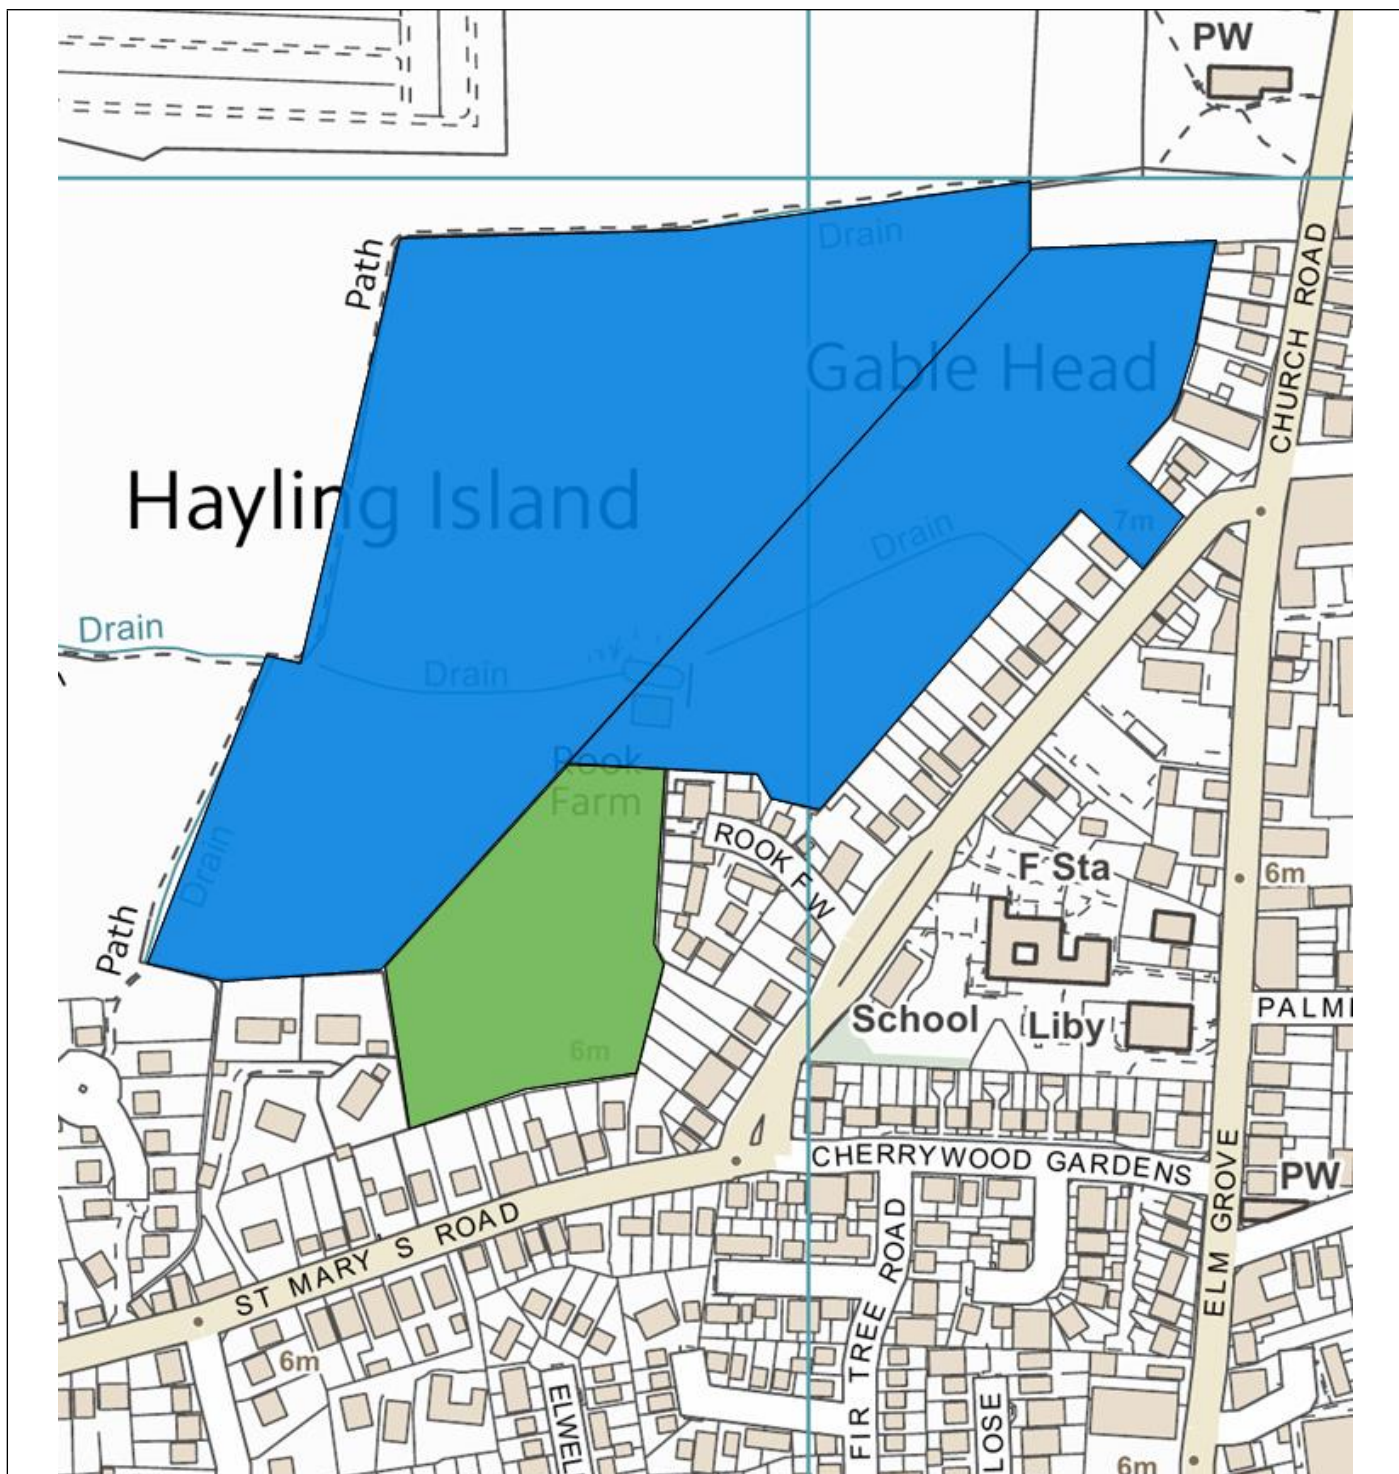 PW
Drain
Path
CHURCH ROAD
Gable Head
Hayling Island
7m
Drain
Drain
Drain
Rook
Farm
ROOK F W
F Sta
6m
Drain
Path
School
Liby
PALM
6m
CHERRYWOOD GARDENS
PW
ELM GROVE
ST MARY'S ROAD
FIR TREE ROAD
6m
ELWEL
LOSE
6m